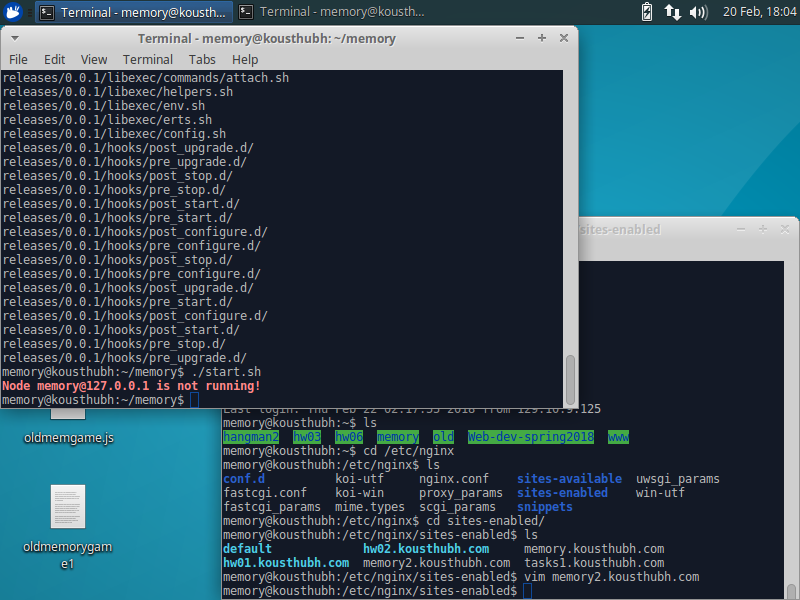 Terminal - memory@kousth...
Terminal - memory@kousthh...
20 Feb, 18:04
Terminal - memory@kousthubh: ~/memory
File Edit View Terminal Tabs Help
releases/0.0.1/libexec/commands/attach.sh
releases/0.0.1/libexec/helpers.sh
releases/0.0.1/libexec/env.sh
releases/0.0.1/libexec/erts.sh
releases/0.0.1/libexec/config.sh
releases/0.0.1/hooks/post_upgrade.d/
releases/0.0.1/hooks/pre_upgrade.d/
releases/0.0.1/hooks/post_stop.d/
releases/0.0.1/hooks/pre_stop.d/
releases/0.0.1/hooks/post_start.d/
releases/0.0.1/hooks/pre_start.d/
releases/0.0.1/hooks/post_configure.d/
releases/0.0.1/hooks/pre_configure.d/
releases/0.0.1/hooks/post_stop.d/
releases/0.0.1/hooks/pre_configure.d/
releases/0.0.1/hooks/post_upgrade.d/
releases/0.0.1/hooks/pre_start.d/
releases/0.0.1/hooks/post_configure.d/
releases/0.0.1/hooks/post_start.d/
releases/0.0.1/hooks/pre_stop.d/
releases/0.0.1/hooks/pre_upgrade.d/
memory@kousthubh:~/memory$ ./start.sh
Node memory@127.0.0.1 is not running!
memory@kousthubh:~/memory$
sites-enabled
Last login: Thu Feb 22 02:17:55 2018 from 129.10.9.125
memory@kousthubh:~$ ls
hangman2 hw03 hw06 memory old Web-dev-spring2018 www
memory@kousthubh:~$ cd /etc/nginx
memory@kousthubh:/etc/nginx$ ls
conf.d koi-utf nginx.conf sites-available uwsgi_params
fastcgi.conf koi-win proxy_params sites-enabled win-utf
fastcgi_params mime.types scgi_params snippets
memory@kousthubh:/etc/nginx$ cd sites-enabled/
memory@kousthubh:/etc/nginx/sites-enabled$ ls
default hw02.kousthubh.com memory.kousthubh.com
hw01.kousthubh.com memory2.kousthubh.com tasks1.kousthubh.com
memory@kousthubh:/etc/nginx/sites-enabled$ vim memory2.kousthubh.com
memory@kousthubh:/etc/nginx/sites-enabled$
oldmemgame.js
oldmemorygam
e1